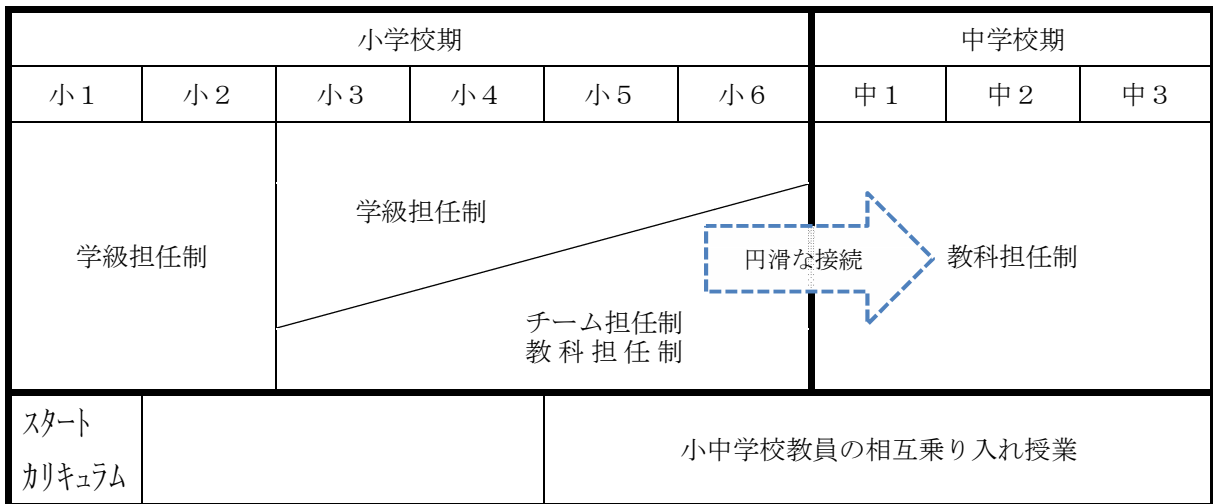 小学校期
中学校期
小１
小２
小３
小４
小５
小６
中１
中２
中３
学級担任制
学級担任制
チーム担任制
教科担任制
円滑な接続
教科担任制
スタート
カリキュラム
小中学校教員の相互乗り入れ授業